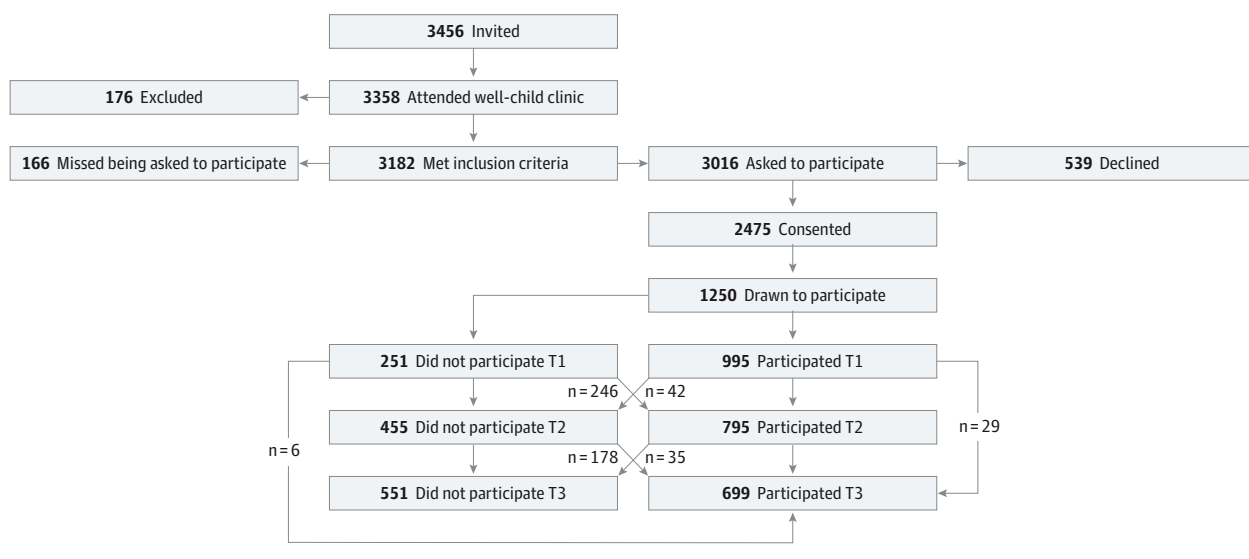 3456 Invited
176 Excluded
3358 Attended well-child clinic
166 Missed being asked to participate
3182 Met inclusion criteria
3016 Asked to participate
539 Declined
2475 Consented
1250 Drawn to participate
251 Did not participate T1
995 Participated T1
n=246
n=42
455 Did not participate T2
795 Participated T2
n=29
n=6
n=178
n=35
551 Did not participate T3
699 Participated T3